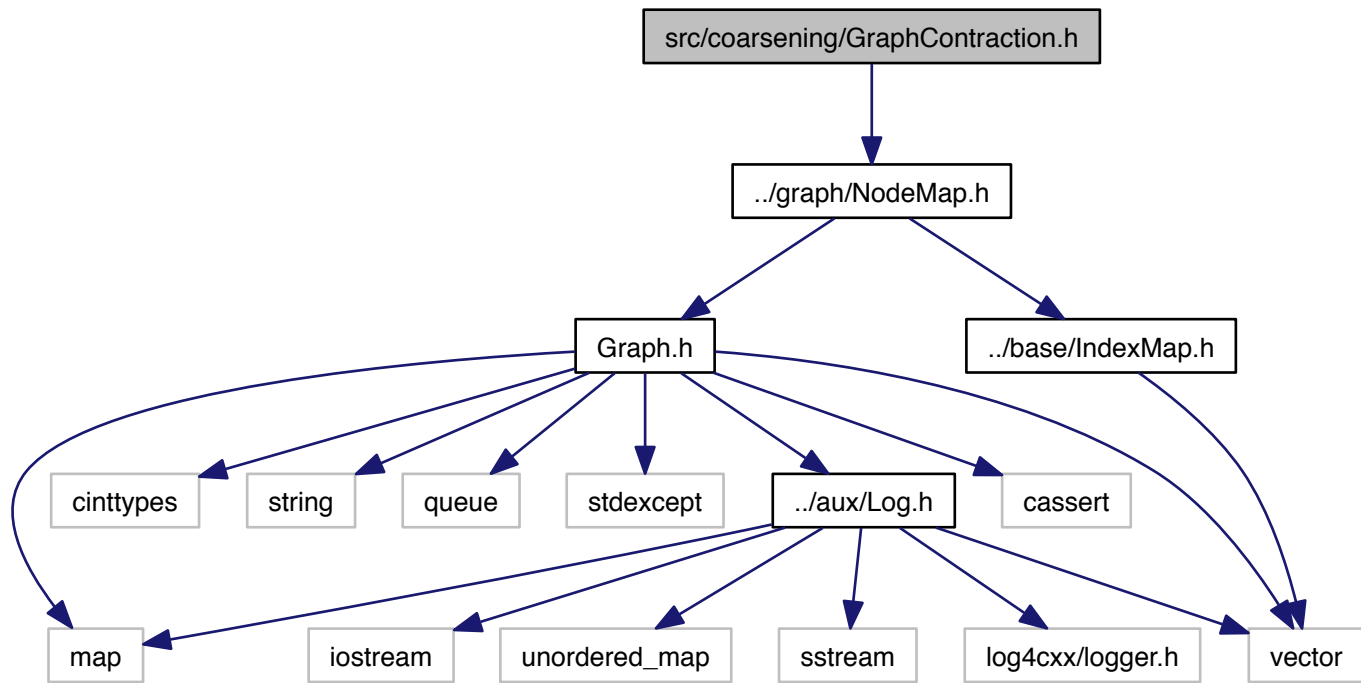 src/coarsening/GraphContraction.h
../graph/NodeMap.h
Graph.h
../base/IndexMap.h
cinttypes
string
queue
stdexcept
../aux/Log.h
cassert
map
iostream
unordered_map
sstream
log4cxx/logger.h
vector